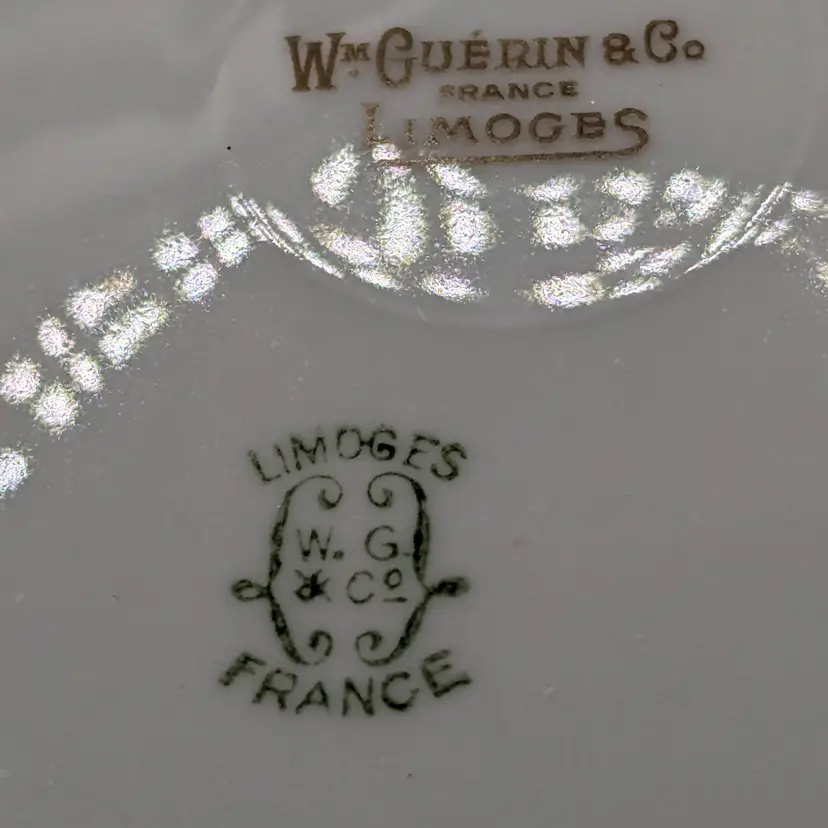 Wm GUÉRIN & Co
FRANCE
LIMOGES
LIMOGES
W. G.
& Co
FRANCE